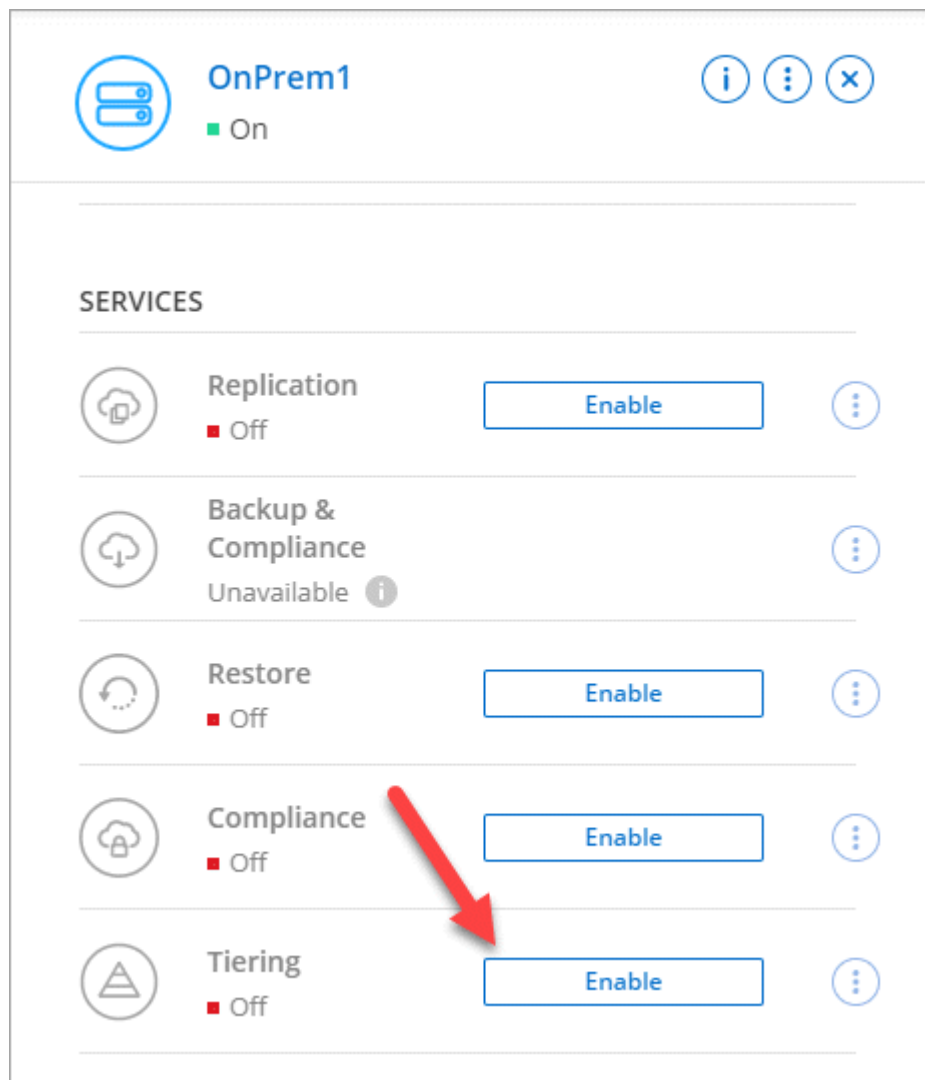 OnPrem1
On
SERVICES
Replication
Off
Enable
Backup &
Compliance
Unavailable
Restore
Off
Enable
Compliance
Off
Enable
Tiering
Off
Enable